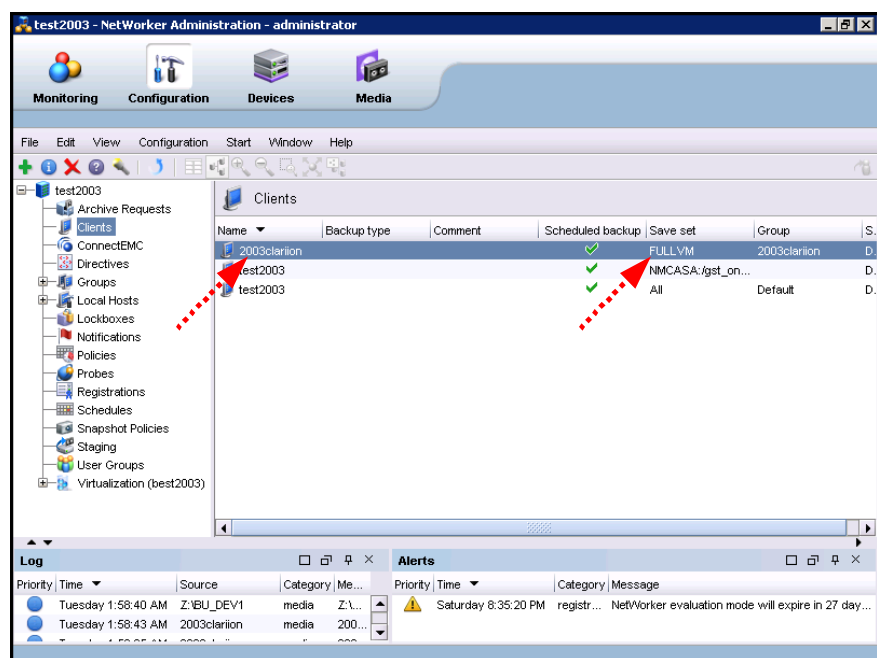 test2003 - NetWorker Administration - administrator
Monitoring Configuration Devices Media
File Edit View Configuration Start Window Help
test2003
Archive Requests
Clients
ConnectEMC
Directives
Groups
Local Hosts
Lockboxes
Notifications
Policies
Probes
Registrations
Schedules
Snapshot Policies
Staging
User Groups
Virtualization (best2003)
Clients
Name Backup type Comment Scheduled backup Save set Group S.
2003clariion FULLVM 2003clariion D.
test2003 NMCASA:/gst_on... D.
test2003 All Default D.
Log
Priority Time Source Category Me...
Tuesday 1:58:40 AM Z:\BU_DEV1 media Z:\...
Tuesday 1:58:43 AM 2003clariion media 200...
Alerts
Priority Time Category Message
Saturday 8:35:20 PM registr... NetWorker evaluation mode will expire in 27 day...